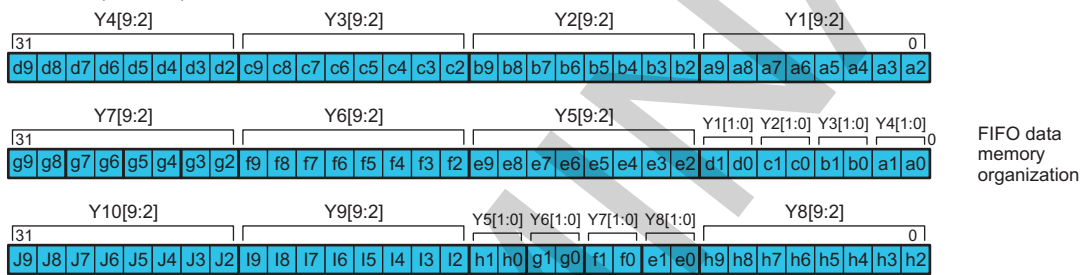 Y4[9:2] Y3[9:2] Y2[9:2] Y1[9:2]
31 0
d9 d8 d7 d6 d5 d4 d3 d2 c9 c8 c7 c6 c5 c4 c3 c2 b9 b8 b7 b6 b5 b4 b3 b2 a9 a8 a7 a6 a5 a4 a3 a2
Y7[9:2] Y6[9:2] Y5[9:2] Y1[1:0] Y2[1:0] Y3[1:0] Y4[1:0]
31 0
g9 g8 g7 g6 g5 g4 g3 g2 f9 f8 f7 f6 f5 f4 f3 f2 e9 e8 e7 e6 e5 e4 e3 e2 d1 d0 c1 c0 b1 b0 a1 a0
FIFO data
memory
organization
Y10[9:2] Y9[9:2] Y5[1:0] Y6[1:0] Y7[1:0] Y8[1:0] Y8[9:2]
31 0
J9 J8 J7 J6 J5 J4 J3 J2 I9 I8 I7 I6 I5 I4 I3 I2 h1 h0 g1 g0 f1 f0 e1 e0 h9 h8 h7 h6 h5 h4 h3 h2